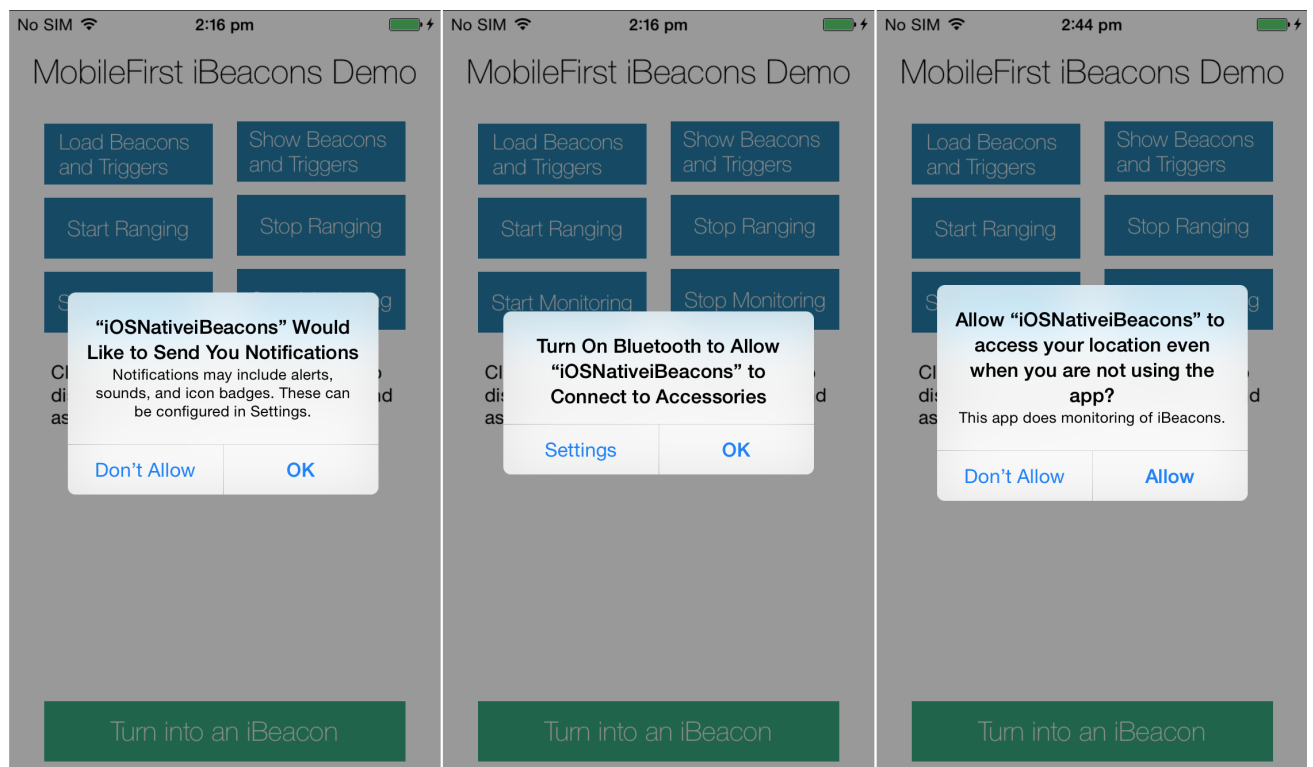 No SIM 2:16 pm
MobileFirst iBeacons Demo
Load Beacons
and Triggers
Show Beacons
and Triggers
Start Ranging
Stop Ranging
“iOSNativeiBeacons” Would
Like to Send You Notifications
Notifications may include alerts,
sounds, and icon badges. These can
be configured in Settings.
Don’t Allow
OK
Turn into an iBeacon
No SIM 2:16 pm
MobileFirst iBeacons Demo
Load Beacons
and Triggers
Show Beacons
and Triggers
Start Ranging
Stop Ranging
Start Monitoring
Stop Monitoring
Turn On Bluetooth to Allow
“iOSNativeiBeacons” to
Connect to Accessories
Settings
OK
Turn into an iBeacon
No SIM 2:44 pm
MobileFirst iBeacons Demo
Load Beacons
and Triggers
Show Beacons
and Triggers
Start Ranging
Stop Ranging
Allow “iOSNativeiBeacons” to
access your location even
when you are not using the
app?
This app does monitoring of iBeacons.
Don’t Allow
Allow
Turn into an iBeacon